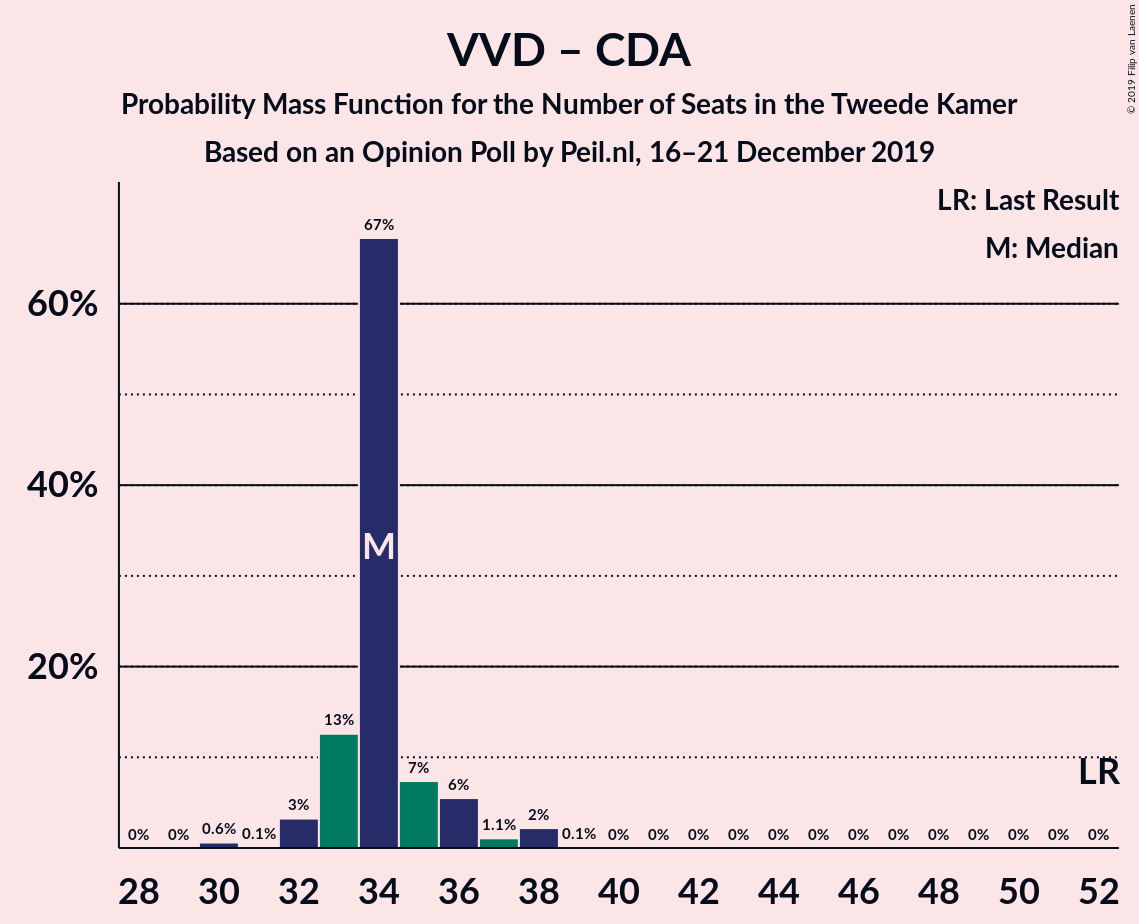 VVD – CDA
Probability Mass Function for the Number of Seats in the Tweede Kamer
Based on an Opinion Poll by Peil.nl, 16–21 December 2019
© 2019 Filip van Laenen
LR: Last Result
M: Median
67%
60%
40%
M
20%
13%
7%
LR
6%
3%
2%
1.1%
0% 0% 0.6% 0.1% 0.1% 0% 0% 0% 0% 0% 0% 0% 0% 0% 0% 0% 0% 0%
28 30 32 34 36 38 40 42 44 46 48 50 52